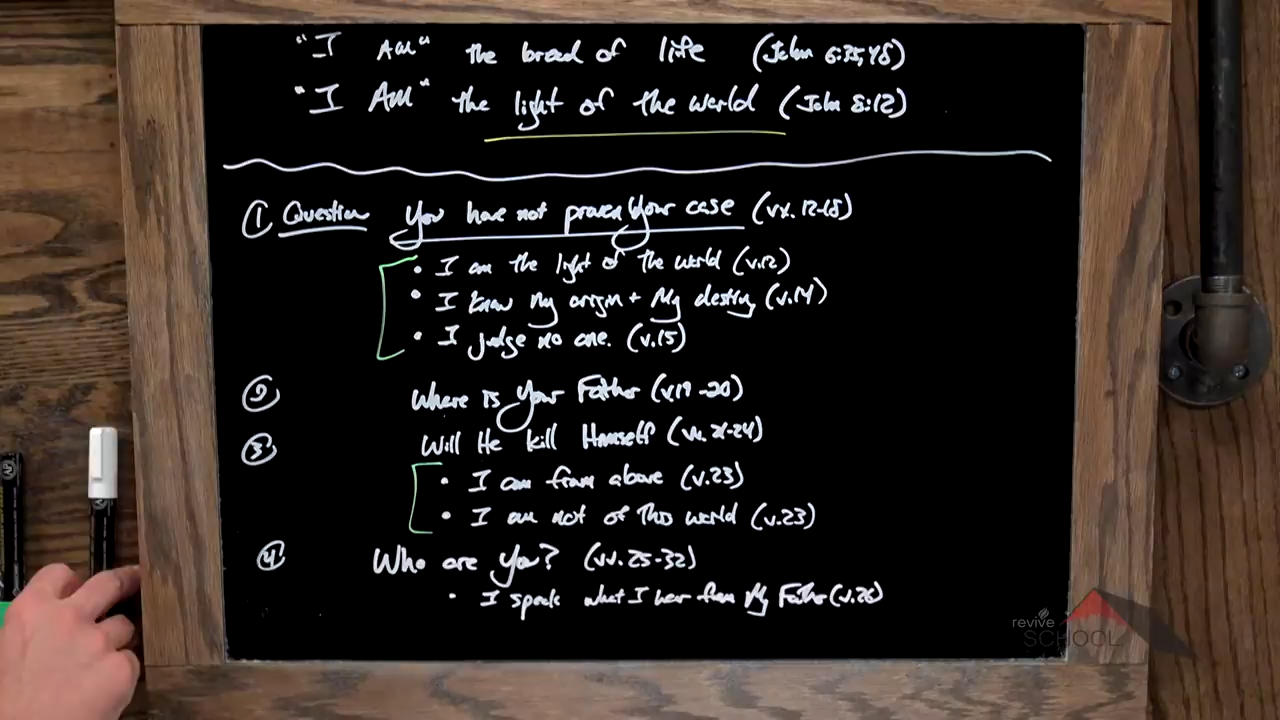 "I AM" the bread of life (John 6:35,48)
"I AM" the light of the world (John 8:12)
① Question You have not proven your case (vv. 12-18)
• I am the light of the world (v.12)
• I know My origin + My destiny (v.14)
• I judge no one. (v.15)
② Where is your Father (v.19-20)
③ Will He kill Himself (vv. 21-24)
• I am from above (v.23)
• I am not of this world (v.23)
④ Who are you? (vv. 25-32)
• I speak what I hear from My Father (v.26)
revive
SCHOOL